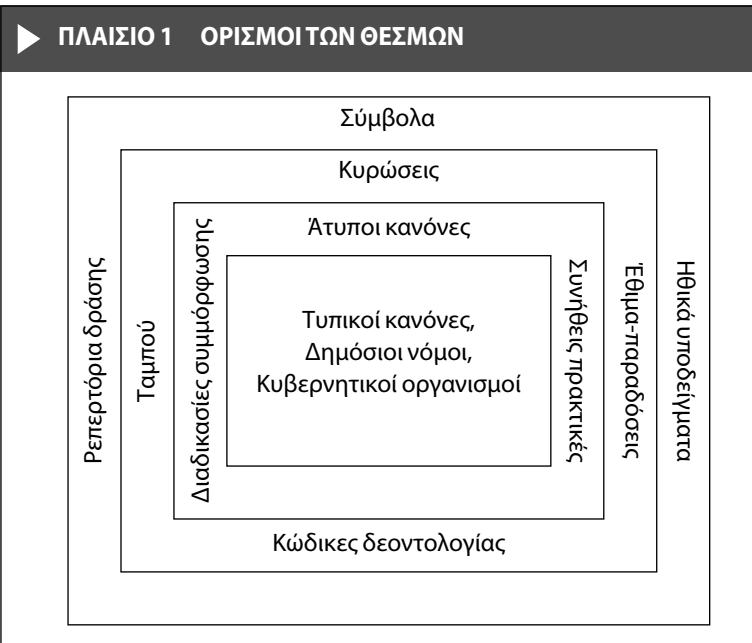 ΠΛΑΙΣΙΟ 1 ΟΡΙΣΜΟΙ ΤΩΝ ΘΕΣΜΩΝ
Σύμβολα
Κυρώσεις
Άτυποι κανόνες
Ρεπερτόρια δράσης
Ταμπού
Διαδικασίες συμμόρφωσης
Τυπικοί κανόνες,
Δημόσιοι νόμοι,
Κυβερνητικοί οργανισμοί
Συνήθεις πρακτικές
Έθιμα-παραδόσεις
Ηθικά υποδείγματα
Κώδικες δεοντολογίας